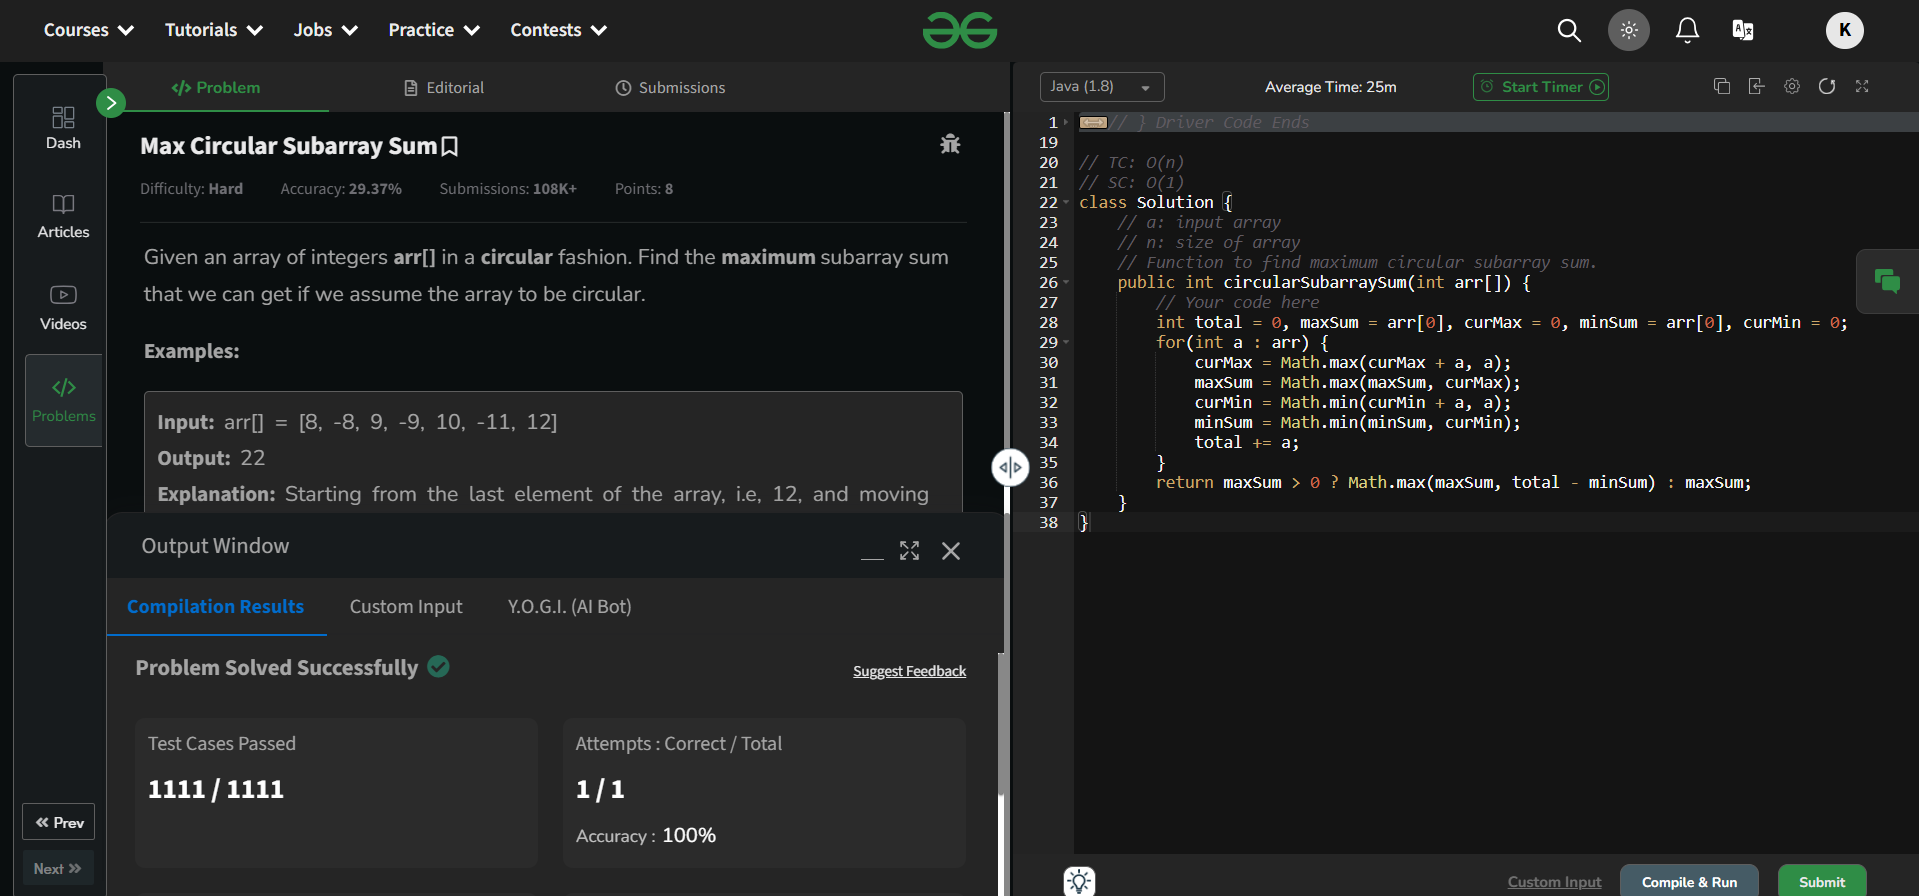 Courses Tutorials Jobs Practice Contests
K
Dash
Articles
Videos
Problems
Prev
Next
Problem Editorial Submissions
Max Circular Subarray Sum
Difficulty: Hard Accuracy: 29.37% Submissions: 108K+ Points: 8
Given an array of integers arr[] in a circular fashion. Find the maximum subarray sum
that we can get if we assume the array to be circular.
Examples:
Input: arr[] = [8, -8, 9, -9, 10, -11, 12]
Output: 22
Explanation: Starting from the last element of the array, i.e, 12, and moving
Output Window
Compilation Results Custom Input Y.O.G.I. (AI Bot)
Problem Solved Successfully
Suggest Feedback
Test Cases Passed
1111 / 1111
Attempts : Correct / Total
1 / 1
Accuracy : 100%
Java (1.8) Average Time: 25m Start Timer
1 // } Driver Code Ends
19
20 // TC: O(n)
21 // SC: O(1)
22 class Solution {
23 // a: input array
24 // n: size of array
25 // Function to find maximum circular subarray sum.
26 public int circularSubarraySum(int arr[]) {
27 // Your code here
28 int total = 0, maxSum = arr[0], curMax = 0, minSum = arr[0], curMin = 0;
29 for(int a : arr) {
30 curMax = Math.max(curMax + a, a);
31 maxSum = Math.max(maxSum, curMax);
32 curMin = Math.min(curMin + a, a);
33 minSum = Math.min(minSum, curMin);
34 total += a;
35 }
36 return maxSum > 0 ? Math.max(maxSum, total - minSum) : maxSum;
37 }
38 }
Custom Input Compile & Run Submit